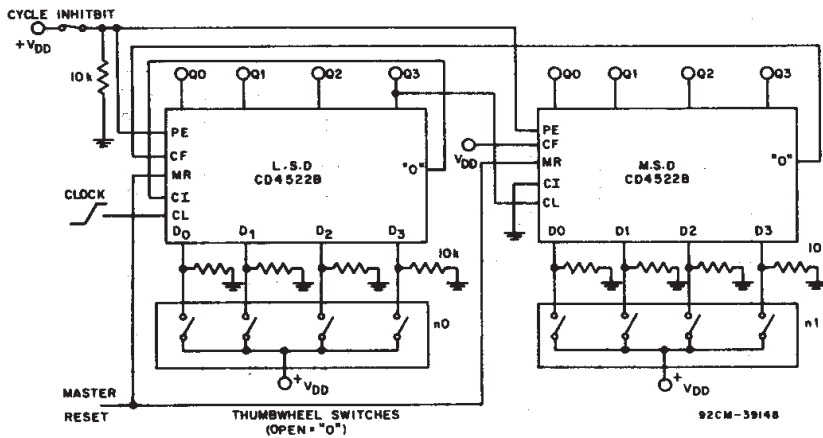 CYCLE INHITBIT
+ VDD
10k
Q0 Q1 Q2 Q3
Q0 Q1 Q2 Q3
PE
CF
MR
CI
CL
L.S.D
CD4522B
"0"
CLOCK
D0 D1 D2 D3
10k
n0
+ VDD
VDD
PE
CF
MR
CI
CL
M.S.D
CD4522B
"0"
D0 D1 D2 D3
10
n1
+ VDD
MASTER
RESET
THUMBWHEEL SWITCHES
(OPEN = "0")
92CM-39148